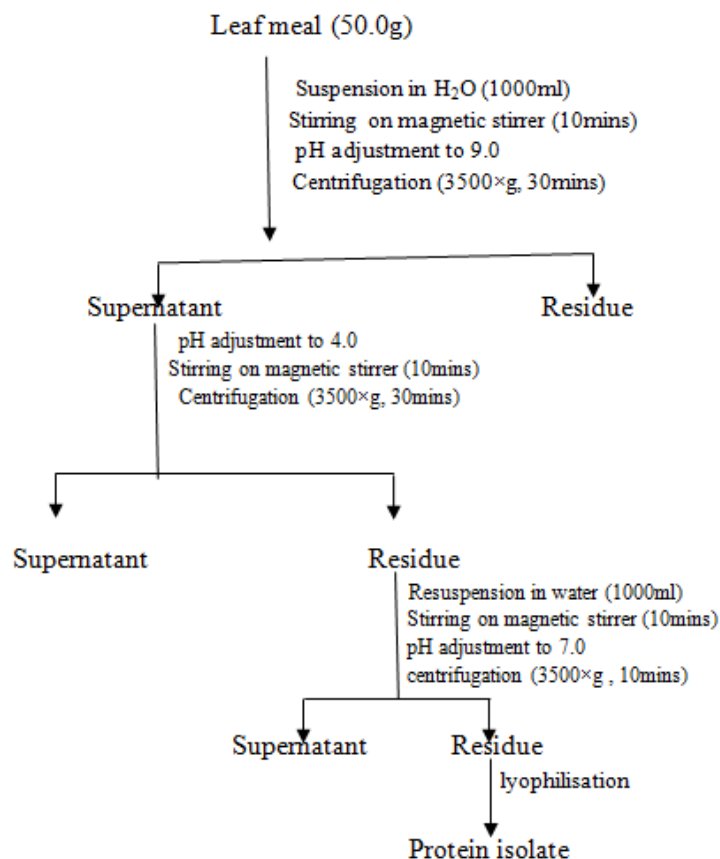 Leaf meal (50.0g)
Suspension in H₂O (1000ml)
Stirring on magnetic stirrer (10mins)
pH adjustment to 9.0
Centrifugation (3500×g, 30mins)
Supernatant
Residue
pH adjustment to 4.0
Stirring on magnetic stirrer (10mins)
Centrifugation (3500×g, 30mins)
Supernatant
Residue
Resuspension in water (1000ml)
Stirring on magnetic stirrer (10mins)
pH adjustment to 7.0
centrifugation (3500×g , 10mins)
Supernatant
Residue
lyophilisation
Protein isolate